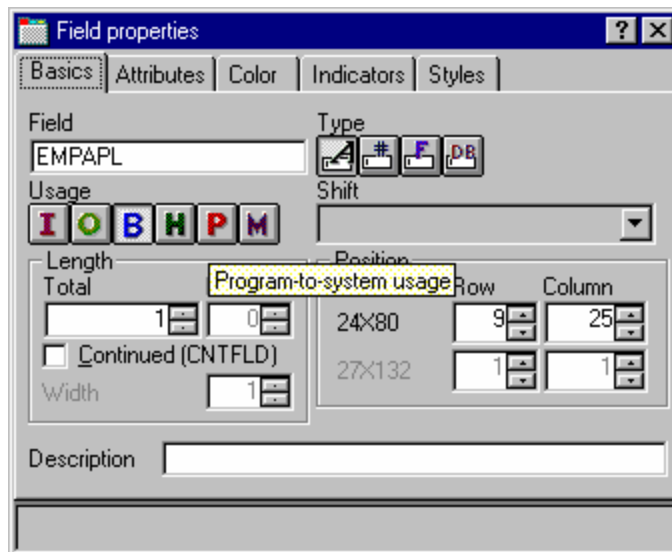 Field properties
? X
Basics Attributes Color Indicators Styles
Field Type
EMPAPL A # F DB
Usage Shift
I O B H P M
Length Position
Program-to-system usage
Total Row Column
1 0 24X80 9 25
Continued (CNTFLD)
27X132 1 1
Width 1
Description